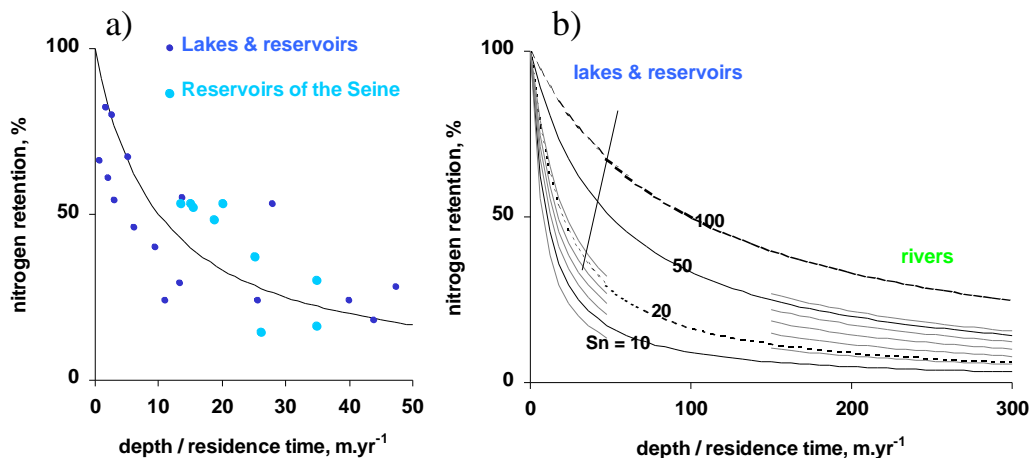 a)
Lakes & reservoirs
Reservoirs of the Seine
nitrogen retention, %
100
50
0
0 10 20 30 40 50
depth / residence time, m.yr-1
b)
lakes & reservoirs
rivers
nitrogen retention, %
100
50
0
100
50
20
Sn = 10
0 100 200 300
depth / residence time, m.yr-1